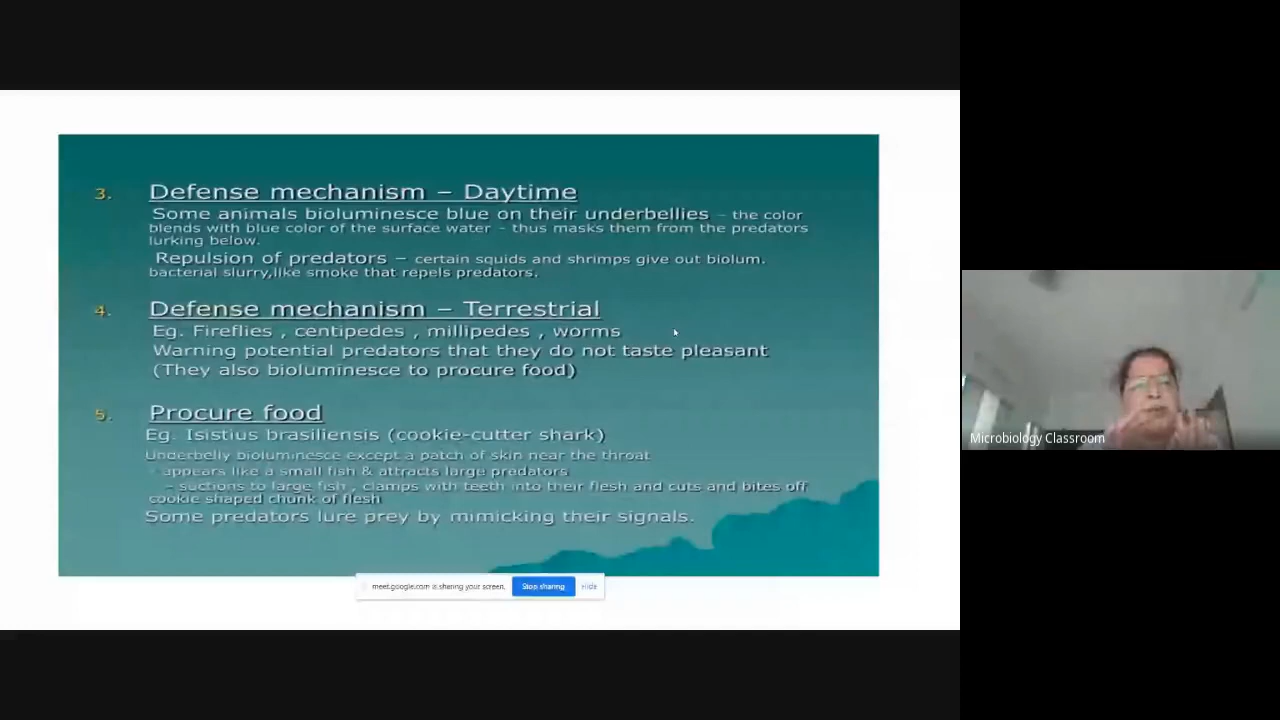 3. Defense mechanism – Daytime
Some animals bioluminesce blue on their underbellies – the color
blends with blue color of the surface water - thus masks them from the predators
lurking below.
Repulsion of predators – certain squids and shrimps give out biolum.
bacterial slurry,like smoke that repels predators.
4. Defense mechanism – Terrestrial
Eg. Fireflies , centipedes , millipedes , worms
Warning potential predators that they do not taste pleasant
(They also bioluminesce to procure food)
5. Procure food
Eg. Isistius brasiliensis (cookie-cutter shark)
Underbelly bioluminesce except a patch of skin near the throat
- appears like a small fish & attracts large predators
– suctions to large fish , clamps with teeth into their flesh and cuts and bites off
cookie shaped chunk of flesh
Some predators lure prey by mimicking their signals.
meet.google.com is sharing your screen. Stop sharing Hide
Microbiology Classroom